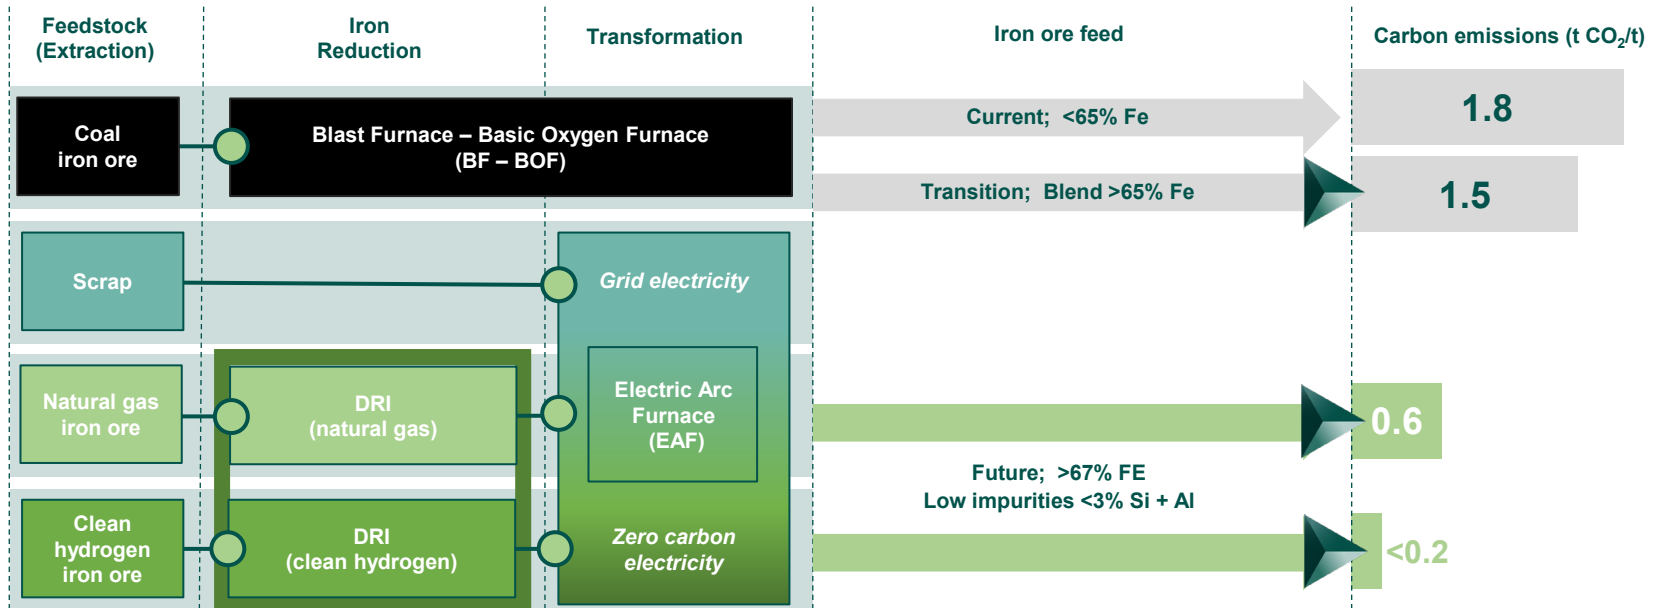 Feedstock
(Extraction)
Iron
Reduction
Transformation
Iron ore feed
Carbon emissions (t CO₂/t)
Coal
iron ore
Blast Furnace – Basic Oxygen Furnace
(BF – BOF)
Current; <65% Fe
1.8
Transition; Blend >65% Fe
1.5
Scrap
Grid electricity
Natural gas
iron ore
DRI
(natural gas)
Electric Arc
Furnace
(EAF)
0.6
Future; >67% FE
Low impurities <3% Si + Al
Clean
hydrogen
iron ore
DRI
(clean hydrogen)
Zero carbon
electricity
<0.2